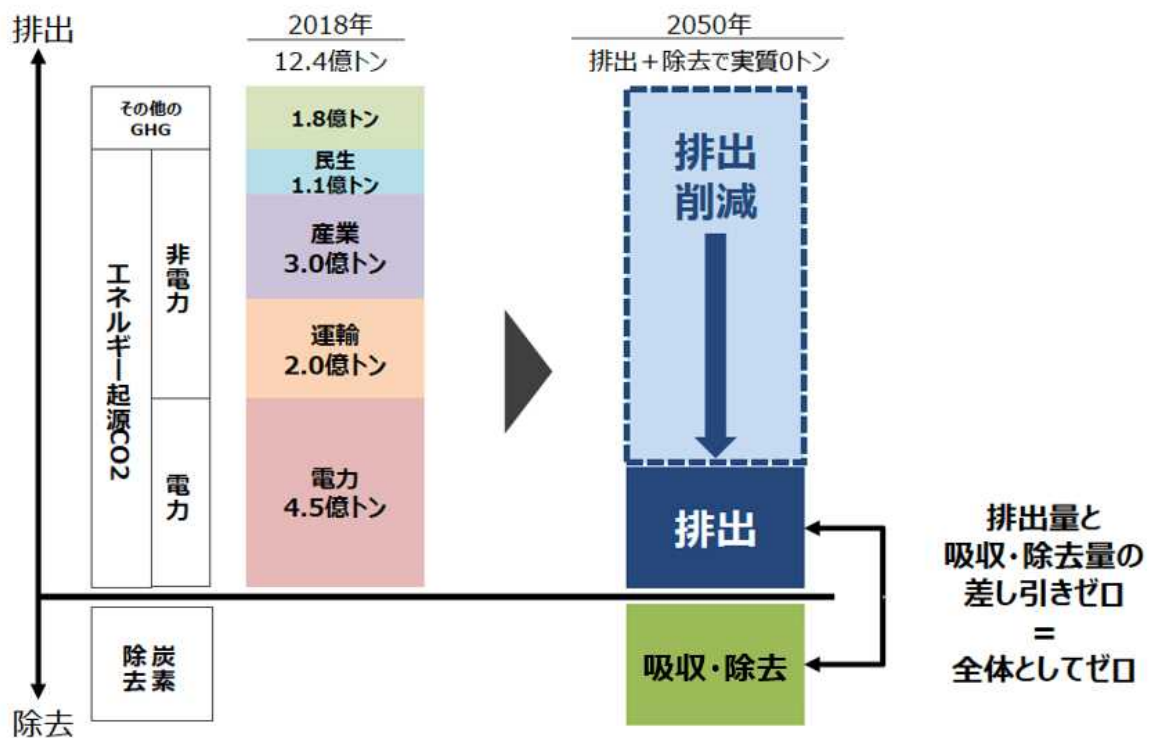 排出
2018年
12.4億トン
2050年
排出+除去で実質0トン
その他の
GHG
1.8億トン
民生
1.1億トン
産業
3.0億トン
運輸
2.0億トン
電力
4.5億トン
エネルギー起源CO2
非電力
電力
排出
削減
排出
吸収・除去
炭素
除去
除去
排出量と
吸収・除去量の
差し引きゼロ
=
全体としてゼロ